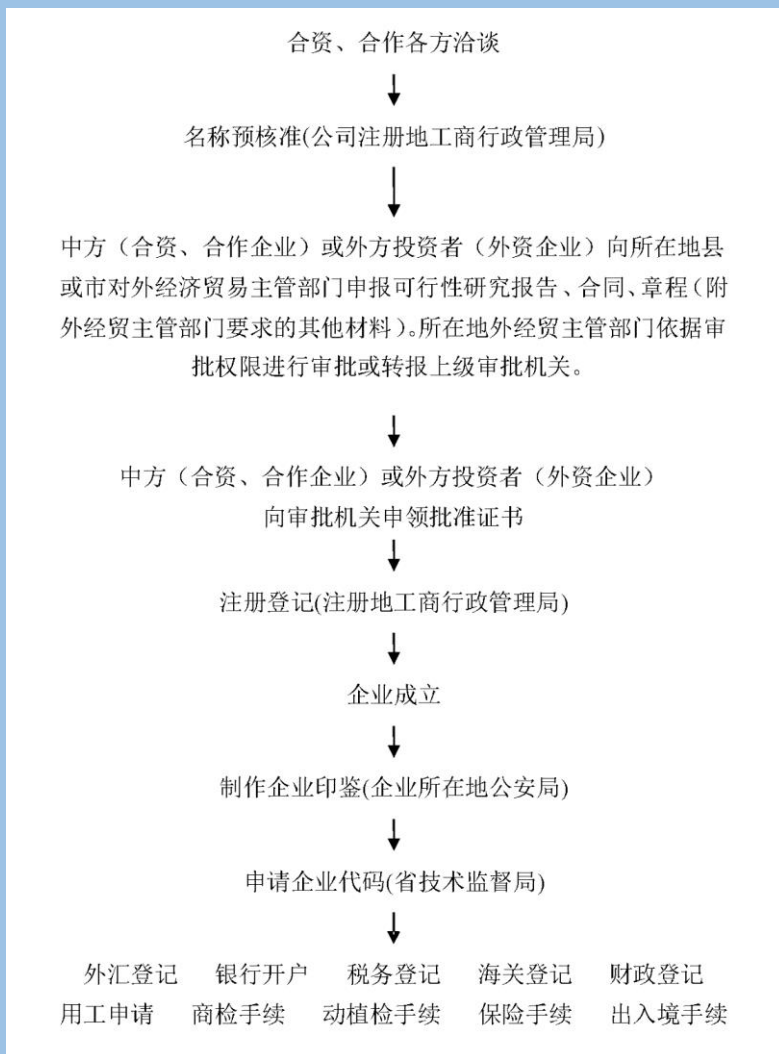 合资、合作各方洽谈
名称预核准(公司注册地工商行政管理局)
中方（合资、合作企业）或外方投资者（外资企业）向所在地县
或市对外经济贸易主管部门申报可行性研究报告、合同、章程（附
外经贸主管部门要求的其他材料）。所在地外经贸主管部门依据审
批权限进行审批或转报上级审批机关。
中方（合资、合作企业）或外方投资者（外资企业）
向审批机关申领批准证书
注册登记(注册地工商行政管理局)
企业成立
制作企业印鉴(企业所在地公安局)
申请企业代码(省技术监督局)
外汇登记 银行开户 税务登记 海关登记 财政登记
用工申请 商检手续 动植检手续 保险手续 出入境手续